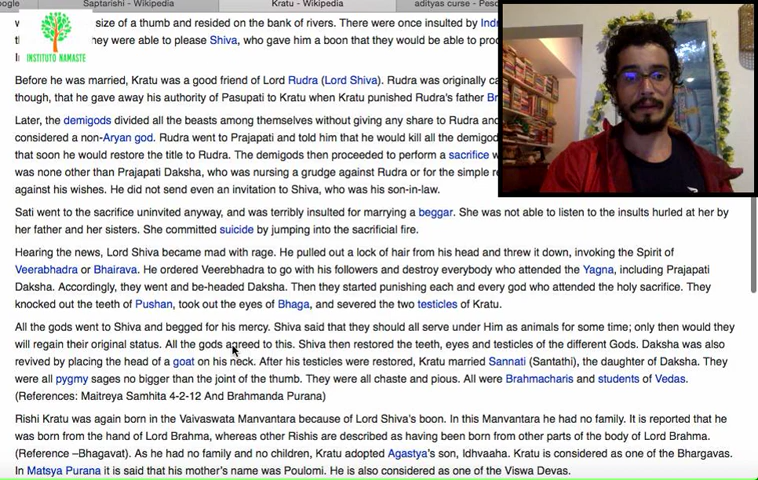 ogle
Saptarishi - Wikipedia
Kratu - Wikipedia
adityas curse - Pesq
INSTITUTO NAMASTE
size of a thumb and resided on the bank of rivers. There were once insulted by Ind
hey were able to please Shiva, who gave him a boon that they would be able to
Before he was married, Kratu was a good friend of Lord Rudra (Lord Shiva). Rudra was originally
though, that he gave away his authority of Pasupati to Kratu when Kratu punished Rudra's father
Later, the demigods divided all the beasts among themselves without giving any share to Rudra
considered a non-Aryan god. Rudra went to Prajapati and told him that he would kill all the demigod
that soon he would restore the title to Rudra. The demigods then proceeded to perform a sacrifice
was none other than Prajapati Daksha, who was nursing a grudge against Rudra or for the simple
against his wishes. He did not send even an invitation to Shiva, who was his son-in-law.
Sati went to the sacrifice uninvited anyway, and was terribly insulted for marrying a beggar. She was not able to listen to the insults hurled at her by
her father and her sisters. She committed suicide by jumping into the sacrificial fire.
Hearing the news, Lord Shiva became mad with rage. He pulled out a lock of hair from his head and threw it down, invoking the Spirit of
Veerabhadra or Bhairava. He ordered Veerebhadra to go with his followers and destroy everybody who attended the Yagna, including Prajapati
Daksha. Accordingly, they went and be-headed Daksha. Then they started punishing each and every god who attended the holy sacrifice. They
knocked out the teeth of Pushan, took out the eyes of Bhaga, and severed the two testicles of Kratu.
All the gods went to Shiva and begged for his mercy. Shiva said that they should all serve under Him as animals for some time; only then would they
will regain their original status. All the gods agreed to this. Shiva then restored the teeth, eyes and testicles of the different Gods. Daksha was also
revived by placing the head of a goat on his neck. After his testicles were restored, Kratu married Sannati (Santathi), the daughter of Daksha. They
were all pygmy sages no bigger than the joint of the thumb. They were all chaste and pious. All were Brahmacharis and students of Vedas.
(References: Maitreya Samhita 4-2-12 And Brahmanda Purana)
Rishi Kratu was again born in the Vaivaswata Manvantara because of Lord Shiva's boon. In this Manvantara he had no family. It is reported that he
was born from the hand of Lord Brahma, whereas other Rishis are described as having been born from other parts of the body of Lord Brahma.
(Reference –Bhagavat). As he had no family and no children, Kratu adopted Agastya's son, Idhvaaha. Kratu is considered as one of the Bhargavas.
In Matsya Purana it is said that his mother's name was Poulomi. He is also considered as one of the Viswa Devas.